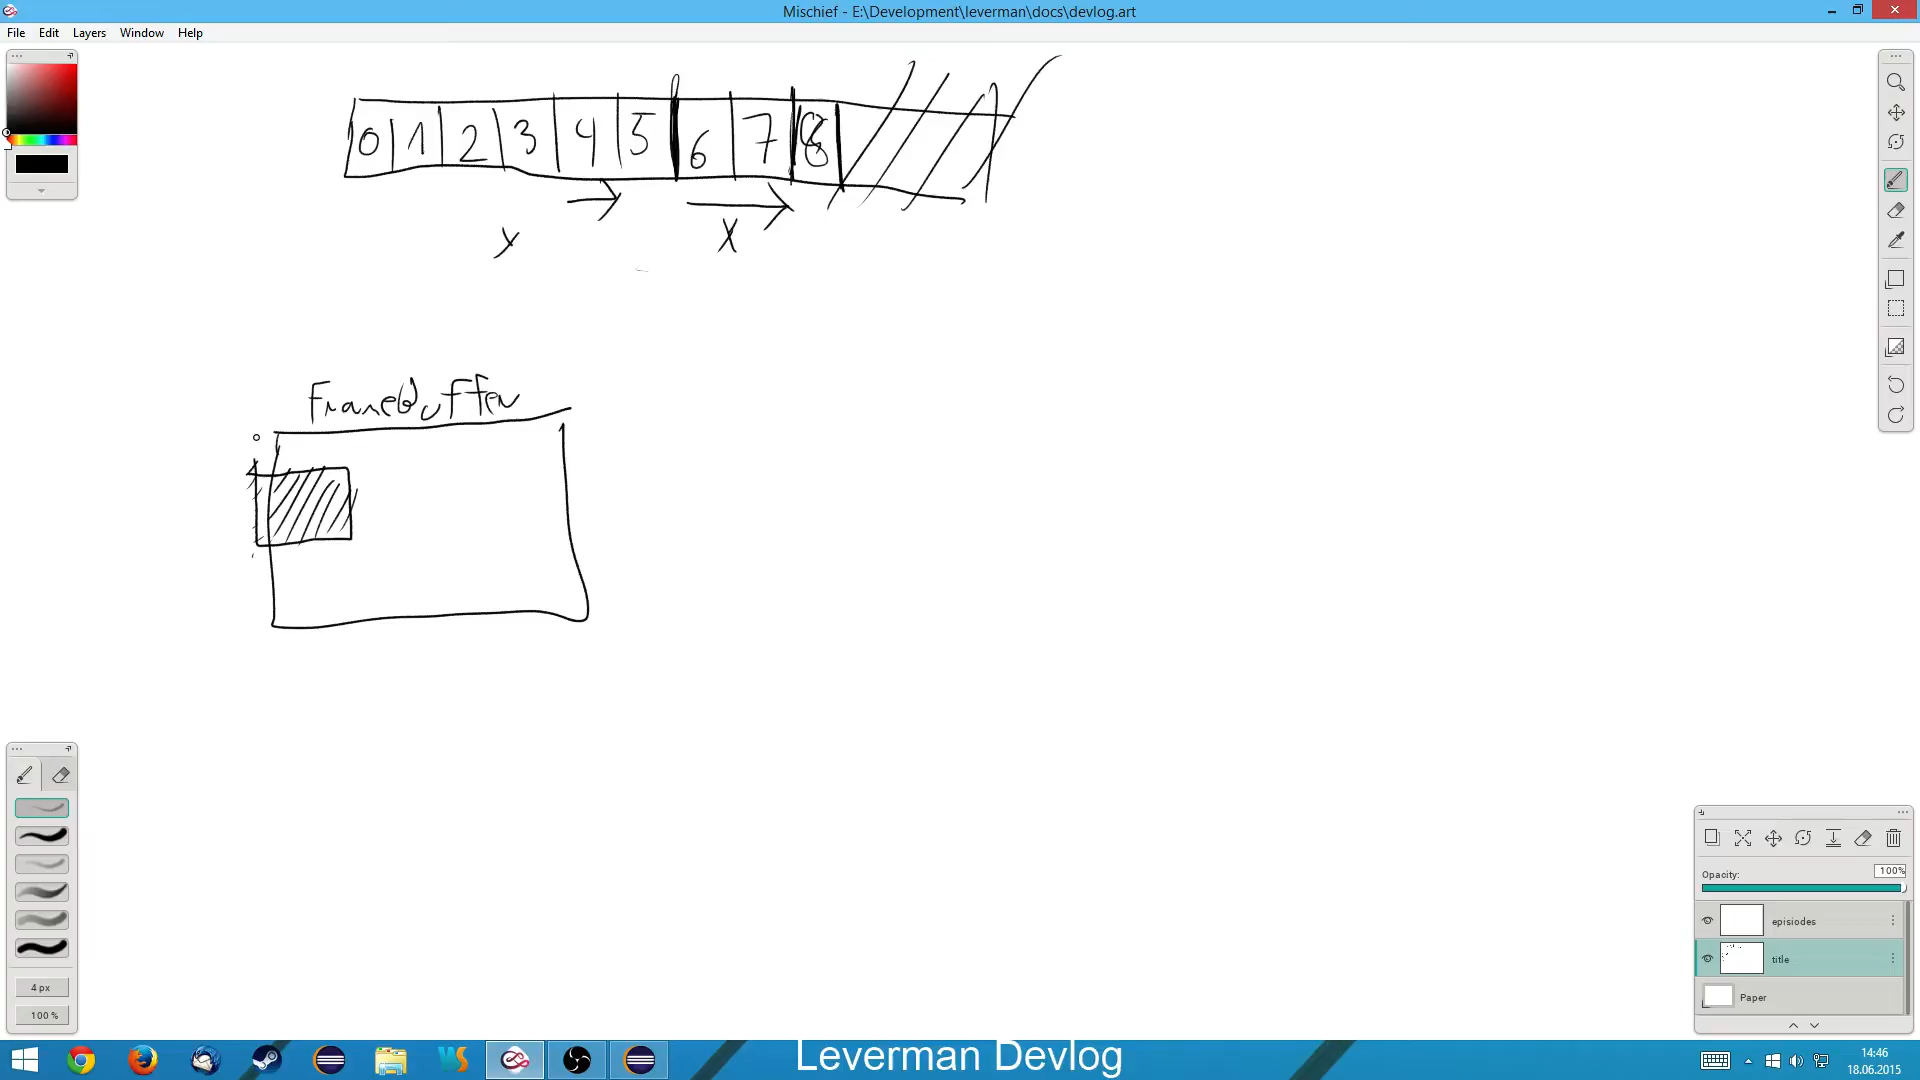 Mischief - E:\Development\leverman\docs\devlog.art
File Edit Layers Window Help
0 1 2 3 4 5 6 7 8
y x
FrameBuffer
4 px
100 %
Opacity: 100%
episiodes
title
Paper
Leverman Devlog
14:46
18.06.2015